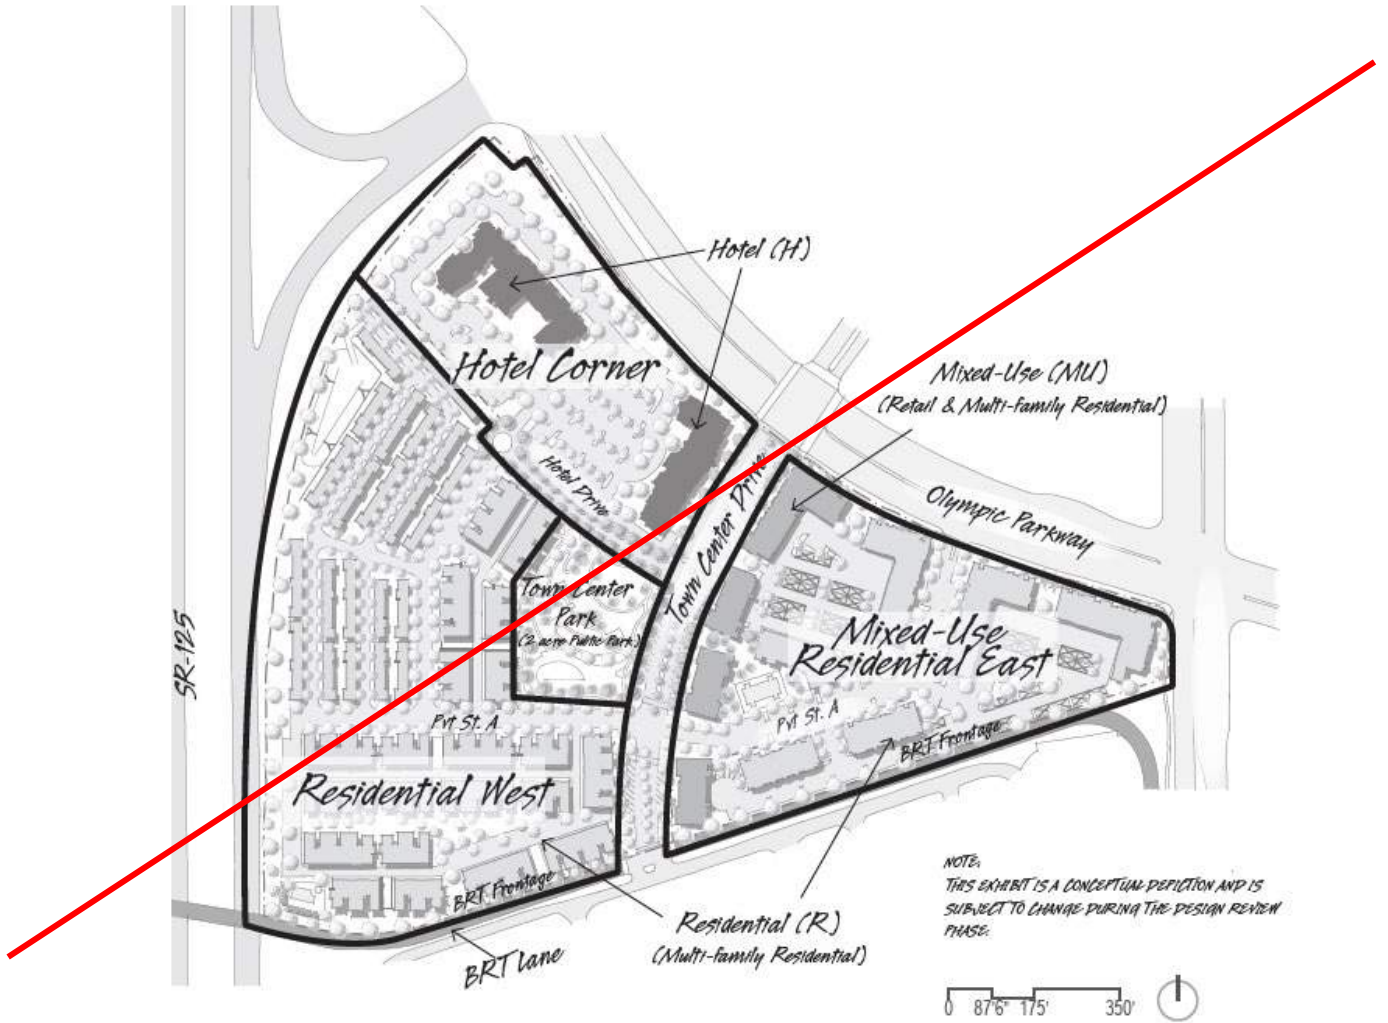 Hotel (H)
Hotel Corner
Mixed-Use (MU)
(Retail & Multi-family Residential)
Hotel Drive
Town Center Drive
Olympic Parkway
Town Center
Park
(2 acre Public Park)
SR-125
Mixed-Use
Residential East
Pvt St. A
Pvt St. A
BRT Frontage
Residential West
BRT Frontage
Residential (R)
(Multi-family Residential)
BRT Lane
NOTE:
THIS EXHIBIT IS A CONCEPTUAL DEPICTION AND IS
SUBJECT TO CHANGE DURING THE DESIGN REVIEW
PHASE.
0 87'6" 175' 350'